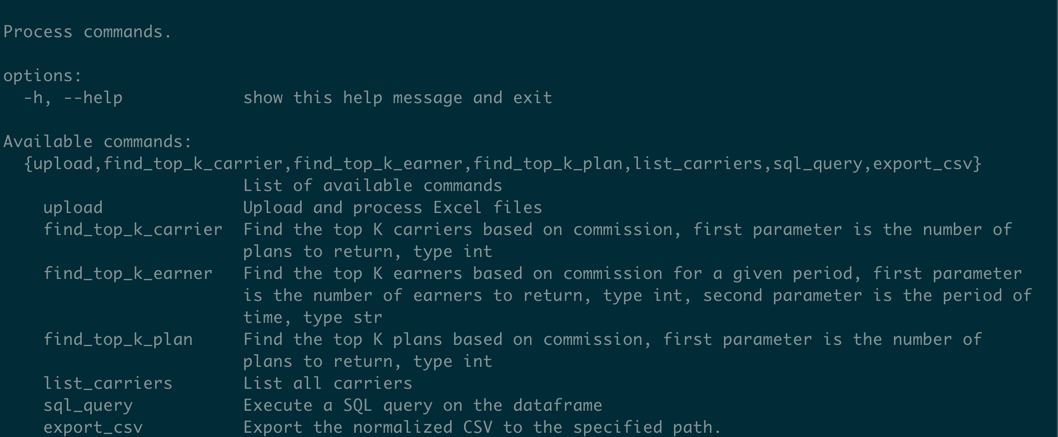 Process commands.
options:
-h, --help show this help message and exit
Available commands:
{upload,find_top_k_carrier,find_top_k_earner,find_top_k_plan,list_carriers,sql_query,export_csv}
List of available commands
upload Upload and process Excel files
find_top_k_carrier Find the top K carriers based on commission, first parameter is the number of
plans to return, type int
find_top_k_earner Find the top K earners based on commission for a given period, first parameter
is the number of earners to return, type int, second parameter is the period of
time, type str
find_top_k_plan Find the top K plans based on commission, first parameter is the number of
plans to return, type int
list_carriers List all carriers
sql_query Execute a SQL query on the dataframe
export_csv Export the normalized CSV to the specified path.